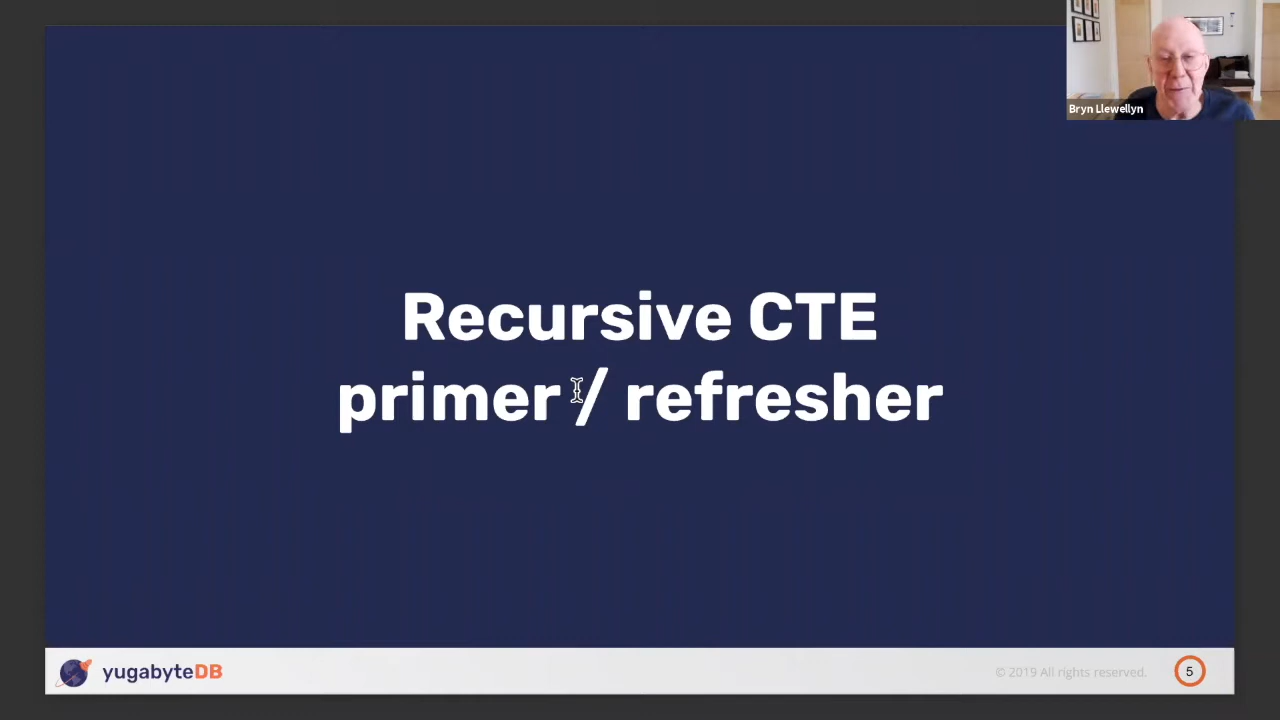 Bryn Llewellyn
Recursive CTE
primer / refresher
yugabyteDB
© 2019 All rights reserved.
5